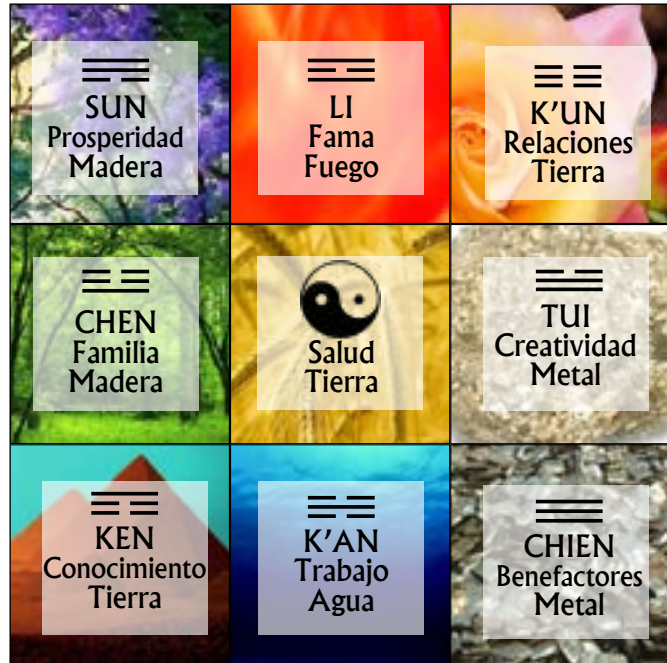 SUN
Prosperidad
Madera
LI
Fama
Fuego
K'UN
Relaciones
Tierra
CHEN
Familia
Madera
Salud
Tierra
TUI
Creatividad
Metal
KEN
Conocimiento
Tierra
K'AN
Trabajo
Agua
CHIEN
Benefactores
Metal